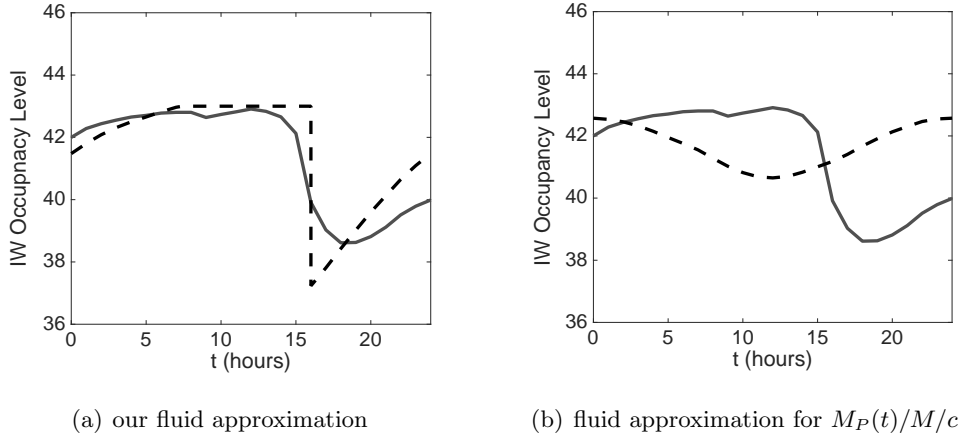 46
44
42
40
38
36
IW Occupnacy Level
0 5 10 15 20
t (hours)
(a) our fluid approximation
46
44
42
40
38
36
IW Occupancy Level
0 5 10 15 20
t (hours)
(b) fluid approximation for M_P(t)/M/c